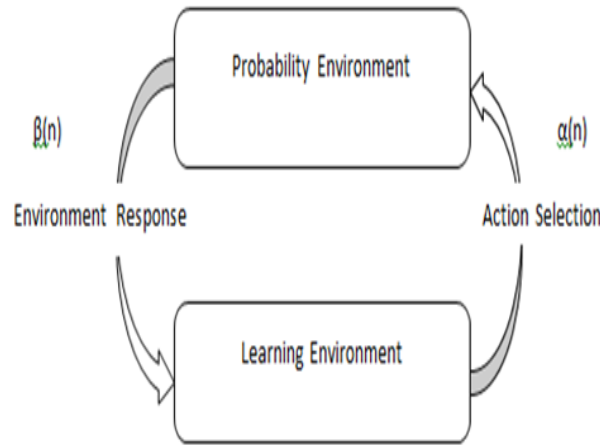 Probability Environment
β(n)
α(n)
Environment Response
Action Selection
Learning Environment